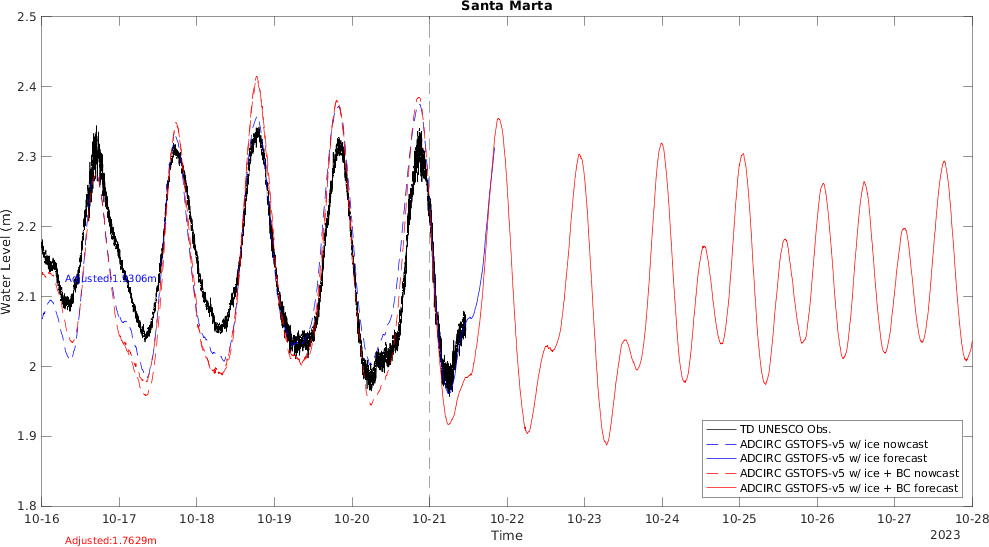 Santa Marta
2.5
2.4
2.3
2.2
2.1
2
1.9
1.8
Water Level (m)
Adjusted:1.9306m
10-16
10-17
10-18
10-19
10-20
10-21
10-22
10-23
10-24
10-25
10-26
10-27
10-28
Time
2023
Adjusted:1.7629m
TD UNESCO Obs.
ADCIRC GSTOFS-v5 w/ ice nowcast
ADCIRC GSTOFS-v5 w/ ice forecast
ADCIRC GSTOFS-v5 w/ ice + BC nowcast
ADCIRC GSTOFS-v5 w/ ice + BC forecast